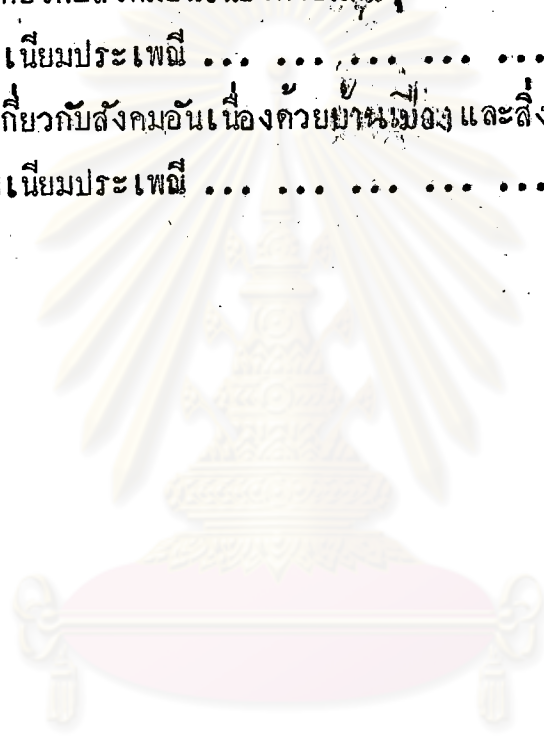 เนียมประเพณี ... ... ... ...
กี่ยวกับสังคมอันเนื่องด้วยบ้านเมือง และสิ่ง
เนียมประเพณี ... ... ... ... ...